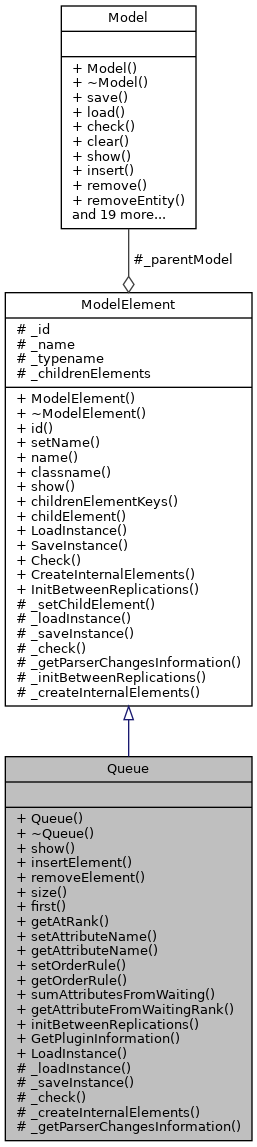 Model
+ Model()
+ ~Model()
+ save()
+ load()
+ check()
+ clear()
+ show()
+ insert()
+ remove()
+ removeEntity()
and 19 more...
#_parentModel
ModelElement
# _id
# _name
# _typename
# _childrenElements
+ ModelElement()
+ ~ModelElement()
+ id()
+ setName()
+ name()
+ classname()
+ show()
+ childrenElementKeys()
+ childElement()
+ LoadInstance()
+ SaveInstance()
+ Check()
+ CreateInternalElements()
+ InitBetweenReplications()
# _setChildElement()
# _loadInstance()
# _saveInstance()
# _check()
# _getParserChangesInformation()
# _initBetweenReplications()
# _createInternalElements()
Queue
+ Queue()
+ ~Queue()
+ show()
+ insertElement()
+ removeElement()
+ size()
+ first()
+ getAtRank()
+ setAttributeName()
+ getAttributeName()
+ setOrderRule()
+ getOrderRule()
+ sumAttributesFromWaiting()
+ getAttributeFromWaitingRank()
+ initBetweenReplications()
+ GetPluginInformation()
+ LoadInstance()
# _loadInstance()
# _saveInstance()
# _check()
# _createInternalElements()
# _getParserChangesInformation()